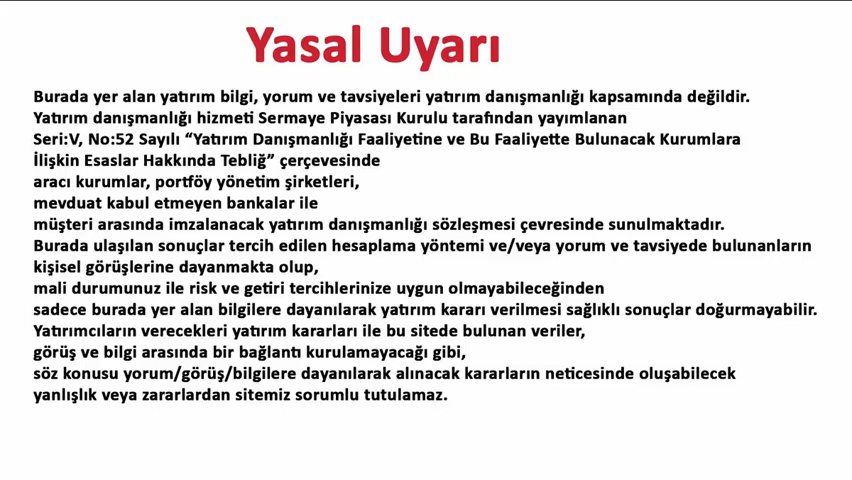 Yasal Uyarı
Burada yer alan yatırım bilgi, yorum ve tavsiyeleri yatırım danışmanlığı kapsamında değildir.
Yatırım danışmanlığı hizmeti Sermaye Piyasası Kurulu tarafından yayımlanan
Seri:V, No:52 Sayılı “Yatırım Danışmanlığı Faaliyetine ve Bu Faaliyette Bulunacak Kurumlara
İlişkin Esaslar Hakkında Tebliğ” çerçevesinde
aracı kurumlar, portföy yönetim şirketleri,
mevduat kabul etmeyen bankalar ile
müşteri arasında imzalanacak yatırım danışmanlığı sözleşmesi çevresinde sunulmaktadır.
Burada ulaşılan sonuçlar tercih edilen hesaplama yöntemi ve/veya yorum ve tavsiyede bulunanların
kişisel görüşlerine dayanmakta olup,
mali durumunuz ile risk ve getiri tercihlerinize uygun olmayabileceğinden
sadece burada yer alan bilgilere dayanılarak yatırım kararı verilmesi sağlıklı sonuçlar doğurmayabilir.
Yatırımcıların verecekleri yatırım kararları ile bu sitede bulunan veriler,
görüş ve bilgi arasında bir bağlantı kurulamayacağı gibi,
söz konusu yorum/görüş/bilgilere dayanılarak alınacak kararların neticesinde oluşabilecek
yanlışlık veya zararlardan sitemiz sorumlu tutulamaz.